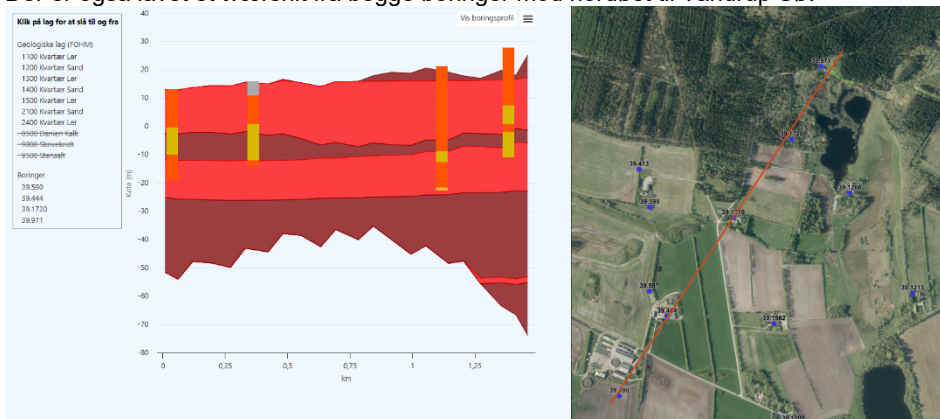 Der er også lavet et tværsnit fra begge boringer mod nordøst til
Klik på lag for at slå til og fra
Geologiske lag (FOHM)
1100 Kvartær Ler
1200 Kvartær Sand
1300 Kvartær Ler
1400 Kvartær Sand
1500 Kvartær Ler
2100 Kvartær Sand
2400 Kvartær Ler
8500 Danien Kalk
9000 Skrivekridt
9500 Stensalt
Boringer
39.590
39.444
39.1720
39.971
Vis boringsprofil
Kote [m]
40
30
20
10
0
-10
-20
-30
-40
-50
-60
-70
-80
0
0,25
0,5
0,75
1
1,25
km
39.971
39.413
39.599
39.587
39.444
39.1562
39.1213
39.590
39.1209